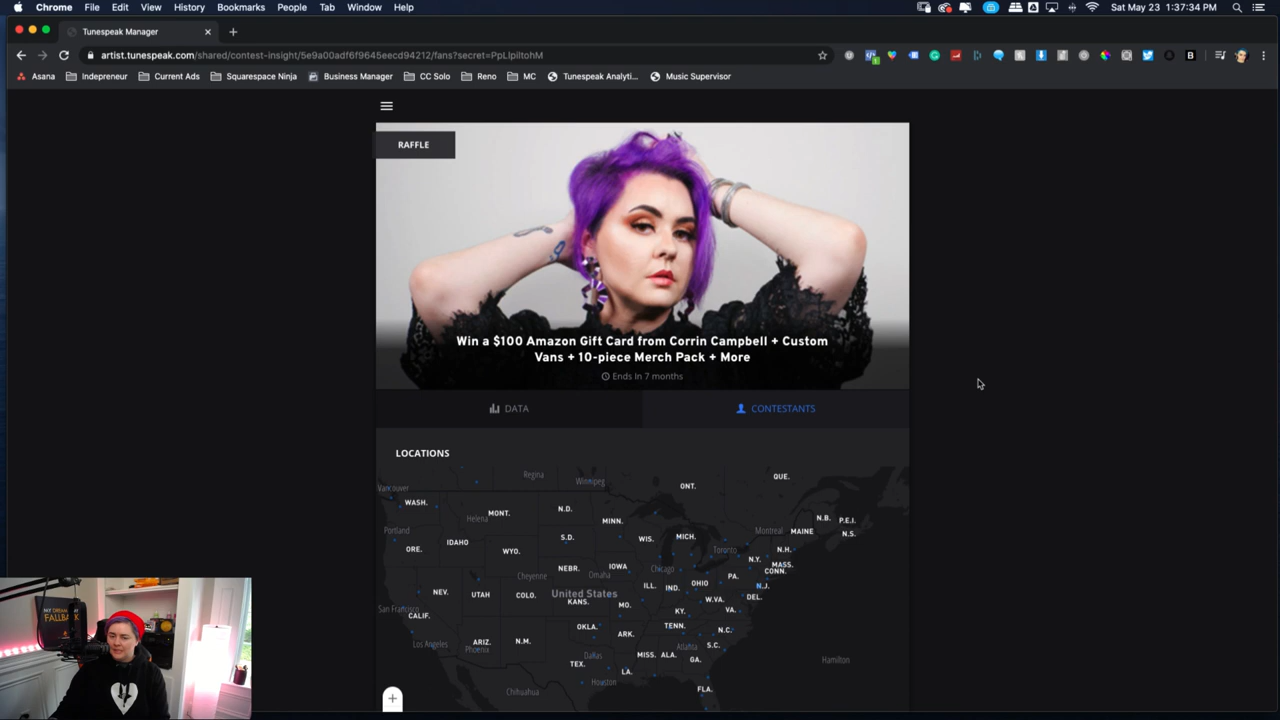 Chrome File Edit View History Bookmarks People Tab Window Help
Sat May 23 1:37:34 PM
Tunespeak Manager
artist.tunespeak.com/shared/contest-insight/5e9a00adf6f9645eecd94212/fans?secret=PpLIpiltohM
Asana Indepreneur Current Ads Squarespace Ninja Business Manager CC Solo Reno MC Tunespeak Analyti... Music Supervisor
RAFFLE
Win a $100 Amazon Gift Card from Corrin Campbell + Custom
Vans + 10-piece Merch Pack + More
Ends In 7 months
DATA
CONTESTANTS
LOCATIONS
Regina
QUE.
Winnipeg
ONT.
Vancouver
WASH.
N.D.
MONT.
Helena
N.B.
P.E.I.
MINN.
Portland
Montreal
MAINE
N.S.
S.D.
WIS.
MICH.
ORE.
IDAHO
WYO.
Toronto
N.H.
N.Y.
MASS.
NEBR.
IOWA
Chicago
CONN.
Cheyenne
Omaha
PA.
NEV.
UTAH
COLO.
United States
ILL.
IND.
OHIO
N.J.
KANS.
MO.
W.VA.
DEL.
San Francisco
CALIF.
KY.
VA.
OKLA.
TENN.
N.C.
ARK.
Los Angeles
ARIZ.
Phoenix
N.M.
Atlanta
S.C.
Dallas
MISS.
ALA.
GA.
Hamilton
TEX.
LA.
Houston
Chihuahua
FLA.
+
MY DREAM
MY
FALLBACK